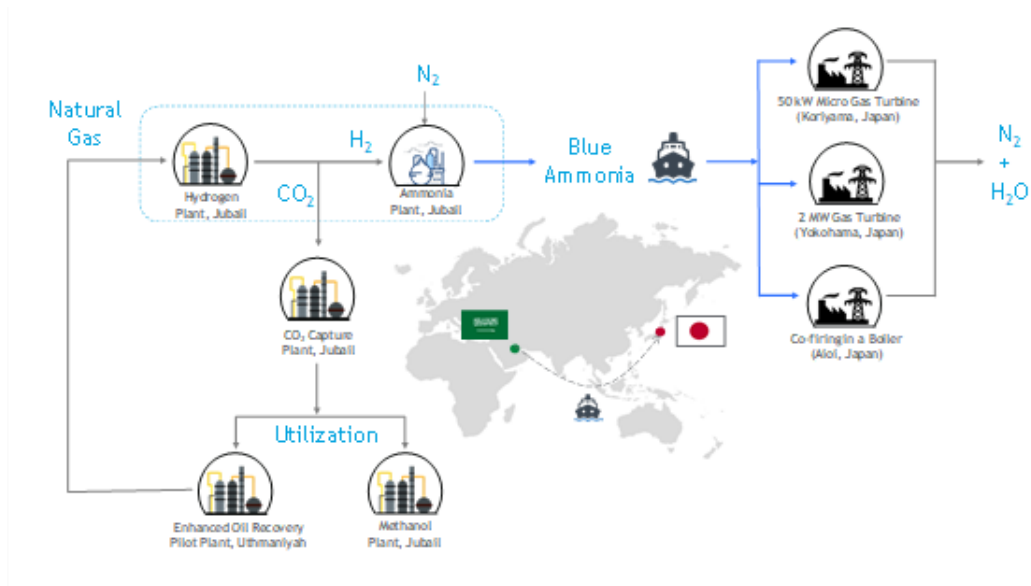 Natural
Gas
N₂
H₂
CO₂
Hydrogen
Plant, Jubail
Ammonia
Plant, Jubail
Blue
Ammonia
50 kW Micro Gas Turbine
(Koriyama, Japan)
2 MW Gas Turbine
(Yokohama, Japan)
Co-firing in a Boiler
(Aioi, Japan)
N₂
+
H₂O
CO₂ Capture
Plant, Jubail
Utilization
Enhanced Oil Recovery
Pilot Plant, Uthmaniyah
Methanol
Plant, Jubail